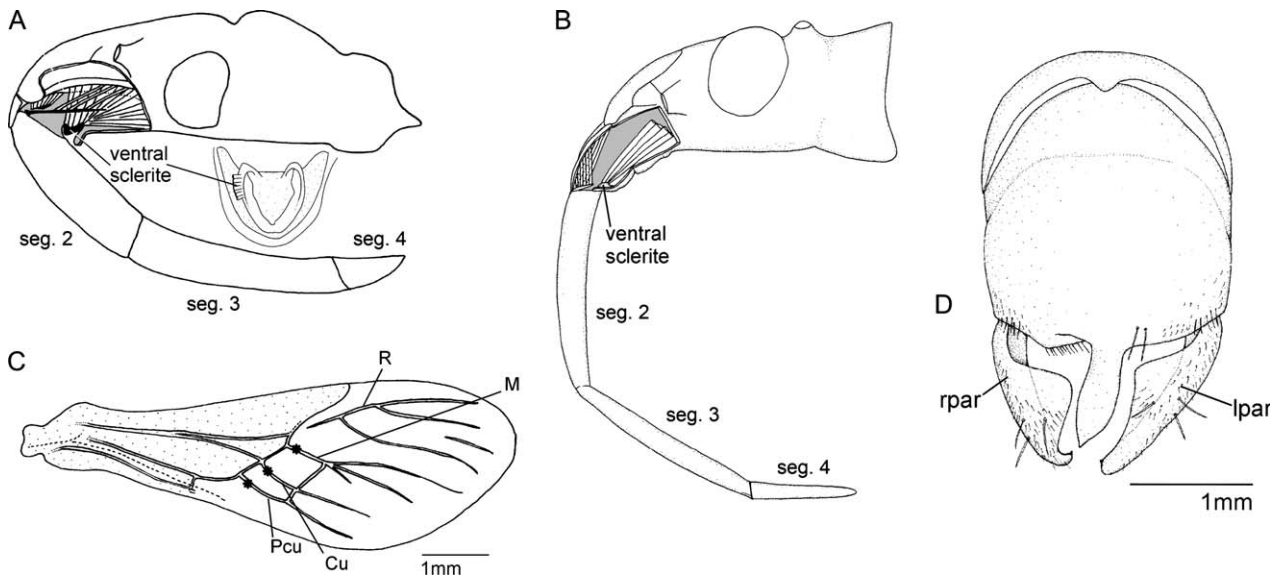 A
ventral
sclerite
seg. 2
seg. 3
seg. 4
B
ventral
sclerite
seg. 2
seg. 3
seg. 4
C
R
M
Pcu
Cu
1mm
D
rpar
lpar
1mm